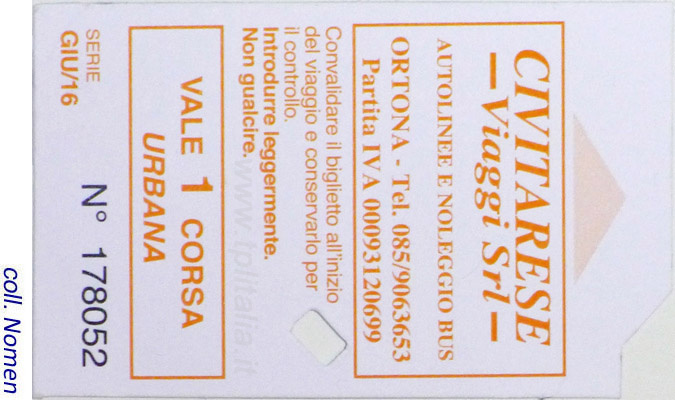 CIVITARESE
Viaggi Srl
AUTOLINEE E NOLEGGIO BUS
ORTONA - Tel. 085/9063653
Partita IVA 00093120699
Convalidare il biglietto all'inizio
del viaggio e conservarlo per
il controllo.
Introdurre leggermente.
Non gualcire.
www.tplitalia.it
VALE 1 CORSA
URBANA
SERIE
GIU/16
N° 178052
coll. Nomen